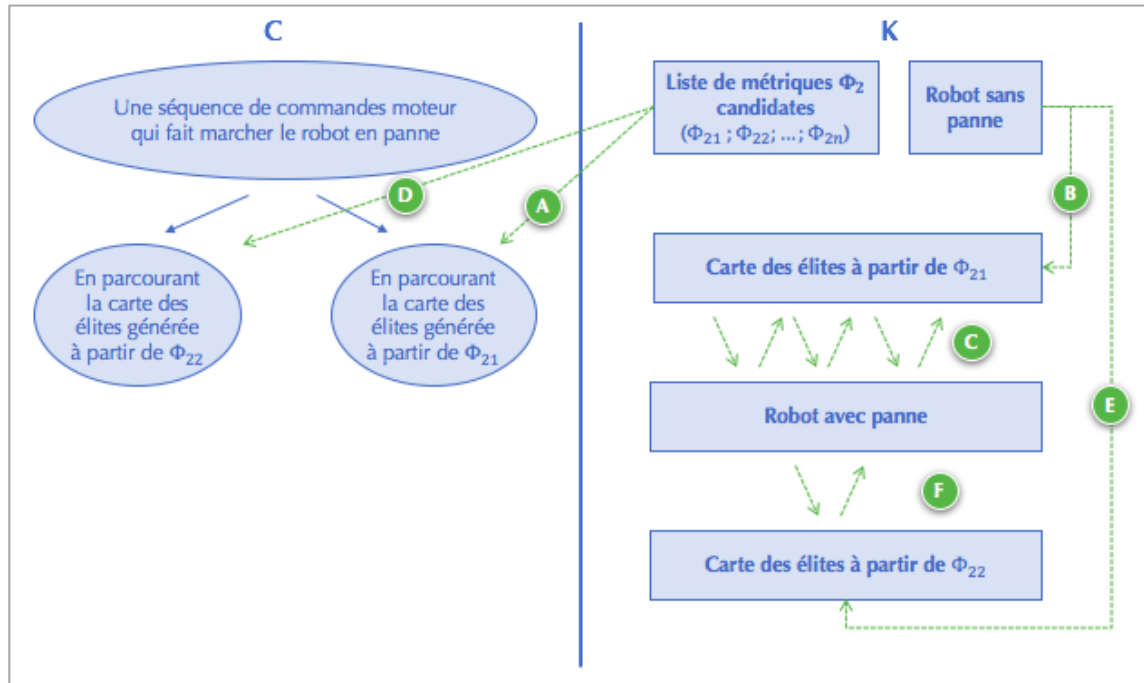 C
Une séquence de commandes moteur
qui fait marcher le robot en panne
D
A
En parcourant
la carte des
élites générée
à partir de Φ22
En parcourant
la carte des
élites générée
à partir de Φ21
K
Liste de métriques Φ2
candidates
(Φ21 ; Φ22; ...; Φ2n)
Robot sans
panne
B
Carte des élites à partir de Φ21
C
Robot avec panne
E
F
Carte des élites à partir de Φ22